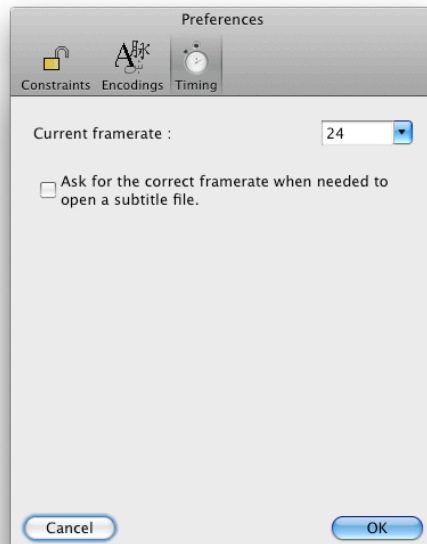 Preferences
Constraints Encodings Timing
Current framerate : 24
Ask for the correct framerate when needed to
open a subtitle file.
Cancel OK